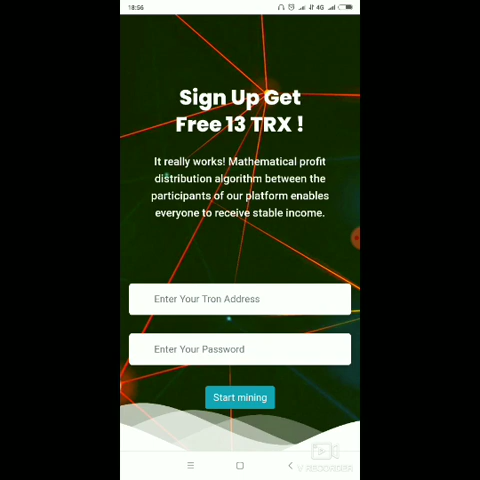 18:56
4G
Sign Up Get
Free 13 TRX !
It really works! Mathematical profit
distribution algorithm between the
participants of our platform enables
everyone to receive stable income.
Enter Your Tron Address
Enter Your Password
Start mining
V RECORDER